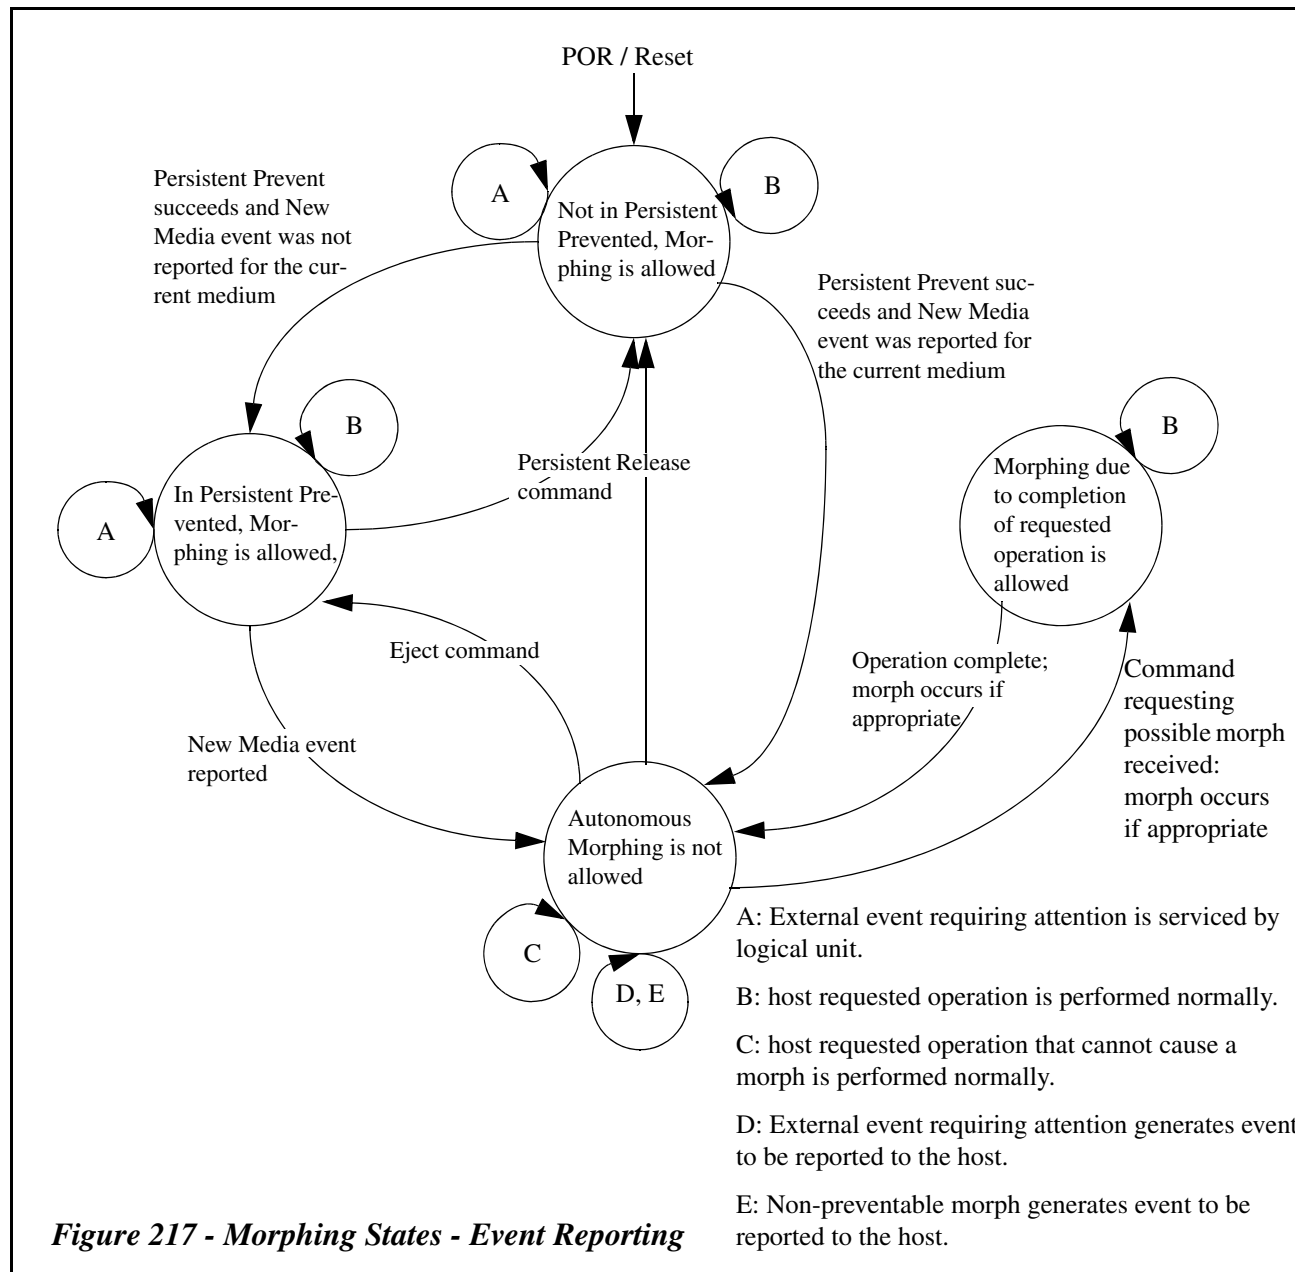 POR / Reset
A
B
Persistent Prevent
succeeds and New
Media event was not
reported for the cur-
rent medium
Not in Persistent
Prevented, Mor-
phing is allowed
Persistent Prevent suc-
ceeds and New Media
event was reported for
the current medium
B
A
In Persistent Pre-
vented, Mor-
phing is allowed,
Persistent Release
command
B
Morphing due
to completion
of requested
operation is
allowed
Eject command
Operation complete;
morph occurs if
appropriate
Command
requesting
possible morph
received:
morph occurs
if appropriate
New Media event
reported
Autonomous
Morphing is not
allowed
C
D, E
A: External event requiring attention is serviced by
logical unit.
B: host requested operation is performed normally.
C: host requested operation that cannot cause a
morph is performed normally.
D: External event requiring attention generates event
to be reported to the host.
E: Non-preventable morph generates event to be
reported to the host.
Figure 217 - Morphing States - Event Reporting